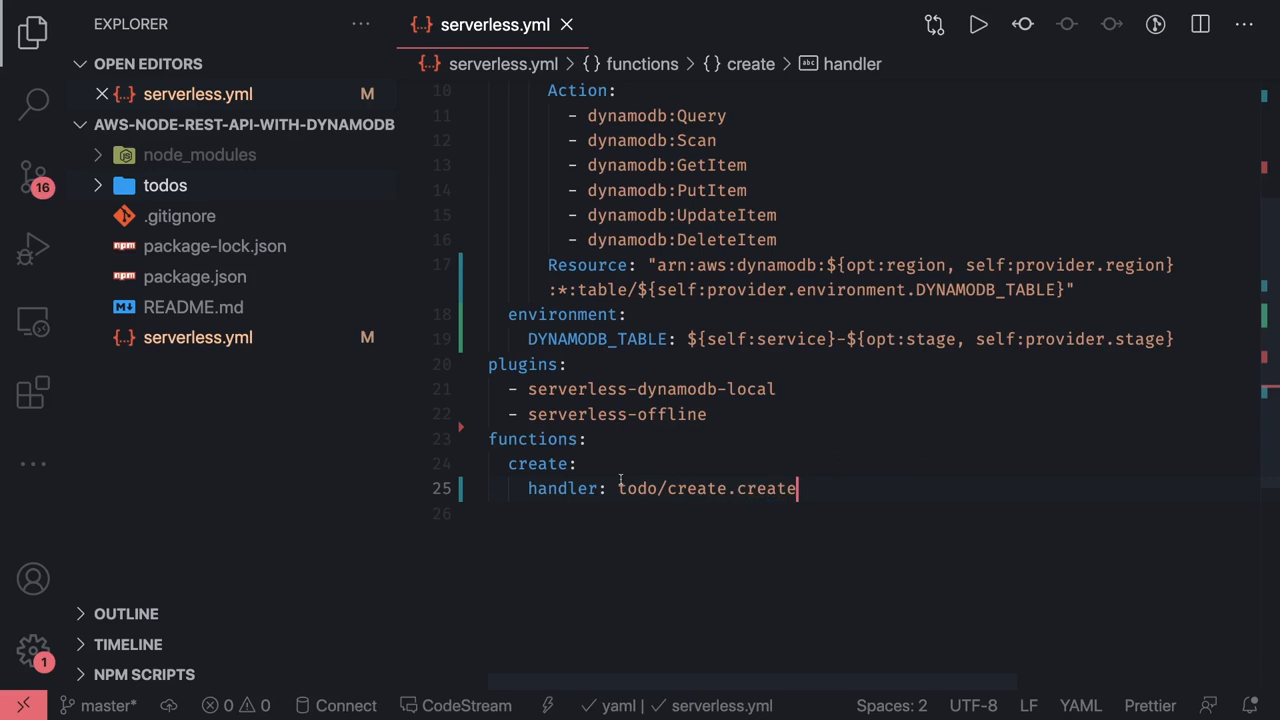 EXPLORER
OPEN EDITORS
serverless.yml M
AWS-NODE-REST-API-WITH-DYNAMODB
node_modules
todos
.gitignore
package-lock.json
package.json
README.md
serverless.yml M
OUTLINE
TIMELINE
NPM SCRIPTS
16
1
{..} serverless.yml
{..} serverless.yml > {} functions > {} create > abc handler
10 Action:
11 - dynamodb:Query
12 - dynamodb:Scan
13 - dynamodb:GetItem
14 - dynamodb:PutItem
15 - dynamodb:UpdateItem
16 - dynamodb:DeleteItem
17 Resource: "arn:aws:dynamodb:${opt:region, self:provider.region}
:*:table/${self:provider.environment.DYNAMODB_TABLE}"
18 environment:
19 DYNAMODB_TABLE: ${self:service}-${opt:stage, self:provider.stage}
20 plugins:
21 - serverless-dynamodb-local
22 - serverless-offline
23 functions:
24 create:
25 handler: todo/create.create
26
master* 0 0 Connect CodeStream yaml | serverless.yml Spaces: 2 UTF-8 LF YAML Prettier